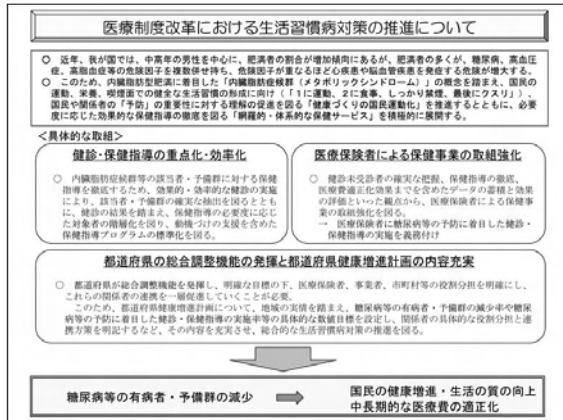 医療制度改革における生活習慣病対策の推進について
○ 近年、我が国では、中高年の男性を中心に、肥満者の割合が増加傾向にあるが、肥満者の多くが、糖尿病、高血圧
症、高脂血症等の危険因子を複数併せ持ち、危険因子が重なるほど心疾患や脳血管疾患を発症する危険が増大する。
○ このため、内臓脂肪型肥満に着目した「内臓脂肪症候群(メタボリックシンドローム)」の概念を踏まえ、国民の
運動、栄養、喫煙面での健全な生活習慣の形成に向け(「1に運動、2に食事、しっかり禁煙、最後にクスリ」)、
国民や関係者の「予防」の重要性に対する理解の促進を図る「健康づくりの国民運動化」を推進するとともに、必要
度に応じた効果的な保健指導の徹底を図る「網羅的・体系的な保健サービス」を積極的に展開する。
<具体的な取組>
健診・保健指導の重点化・効率化
○ 内臓脂肪症候群等の該当者・予備群に対する保健
指導を徹底するため、効果的・効率的な健診の実施
により、該当者・予備群の確実な抽出を図るととも
に、健診の結果を踏まえ、保健指導の必要度に応じ
た対象者の階層化を図り、動機づけの支援を含めた
保健指導プログラムの標準化を図る。
医療保険者による保健事業の取組強化
○ 健診未受診者の確実な把握、保健指導の徹底、
医療費適正化効果までを含めたデータの蓄積と効果
の評価といった観点から、医療保険者による保健事
業の取組強化を図る。
→ 医療保険者に糖尿病等の予防に着目した健診・
保健指導の実施を義務付け
都道府県の総合調整機能の発揮と都道府県健康増進計画の内容充実
○ 都道府県が総合調整機能を発揮し、明確な目標の下、医療保険者、事業者、市町村等の役割分担を明確にし、
これらの関係者の連携を一層促進していくことが必要。
このため、都道府県健康増進計画について、地域の実情を踏まえ、糖尿病等の有病者・予備群の減少率や糖尿
病等の予防に着目した健診・保健指導の実施率等の具体的な数値目標を設定し、関係者の具体的な役割分担と連
携方策を明記するなど、その内容を充実させ、総合的な生活習慣病対策の推進を図る。
糖尿病等の有病者・予備群の減少
国民の健康増進・生活の質の向上
中長期的な医療費の適正化